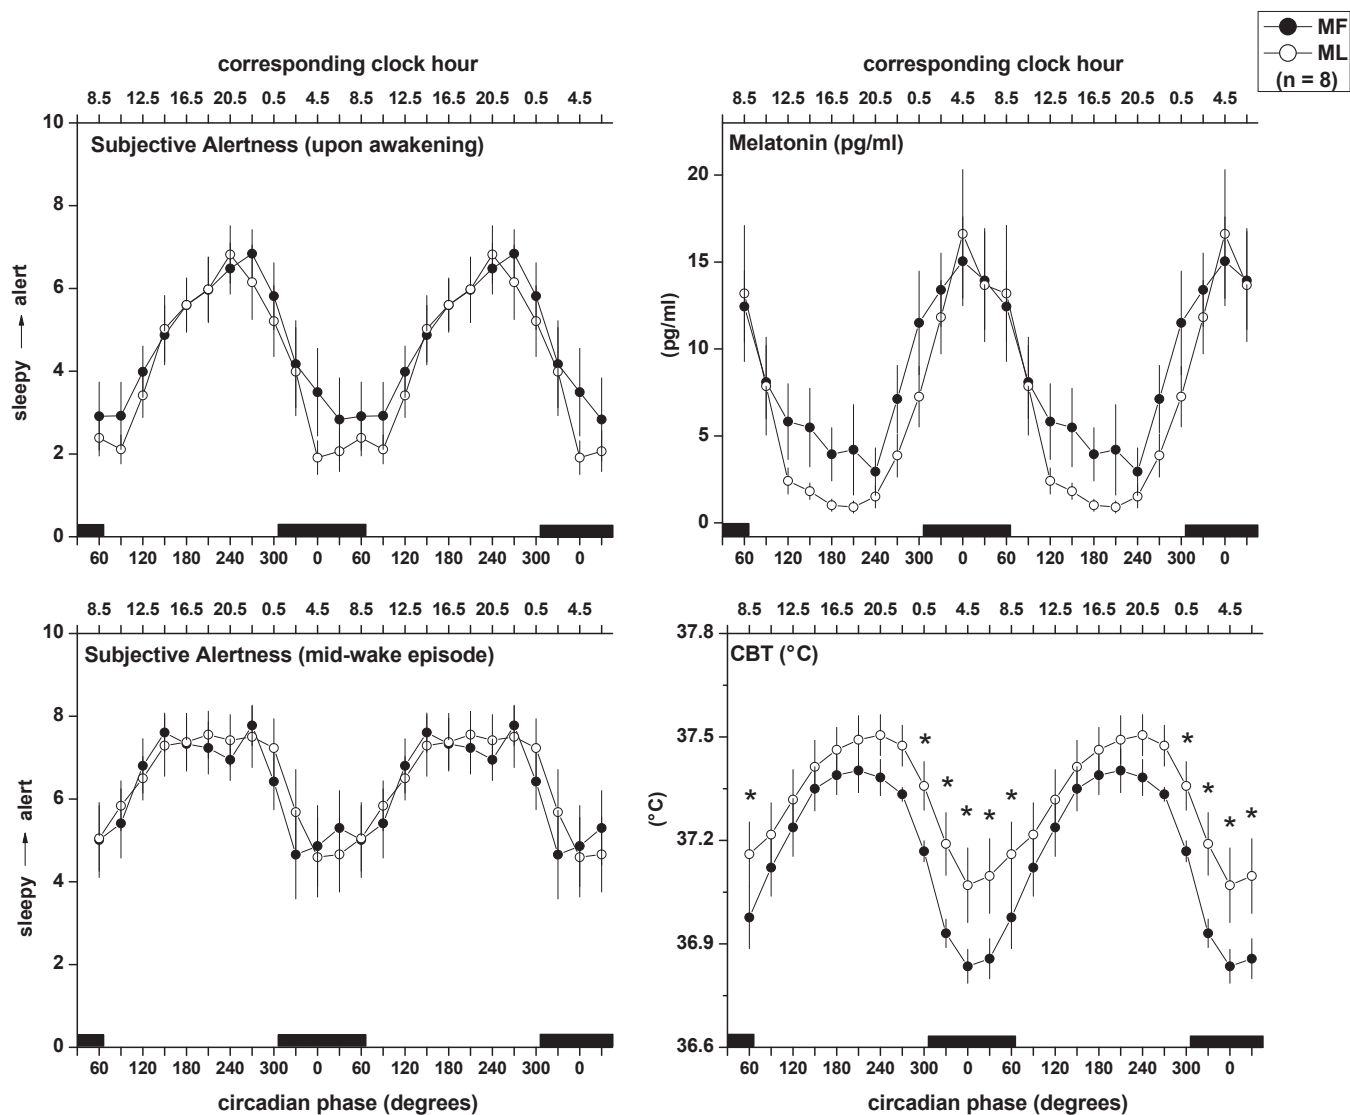 MF
ML
(n = 8)
corresponding clock hour
8.5 12.5 16.5 20.5 0.5 4.5 8.5 12.5 16.5 20.5 0.5 4.5
10
8
6
4
2
0
sleepy → alert
Subjective Alertness (upon awakening)
60 120 180 240 300 0 60 120 180 240 300 0
corresponding clock hour
8.5 12.5 16.5 20.5 0.5 4.5 8.5 12.5 16.5 20.5 0.5 4.5
Melatonin (pg/ml)
20
15
10
5
0
(pg/ml)
60 120 180 240 300 0 60 120 180 240 300 0
8.5 12.5 16.5 20.5 0.5 4.5 8.5 12.5 16.5 20.5 0.5 4.5
10
8
6
4
2
0
sleepy → alert
Subjective Alertness (mid-wake episode)
60 120 180 240 300 0 60 120 180 240 300 0
circadian phase (degrees)
8.5 12.5 16.5 20.5 0.5 4.5 8.5 12.5 16.5 20.5 0.5 4.5
37.8
37.5
37.2
36.9
36.6
(°C)
CBT (°C)
* * * * * * * * * *
60 120 180 240 300 0 60 120 180 240 300 0
circadian phase (degrees)